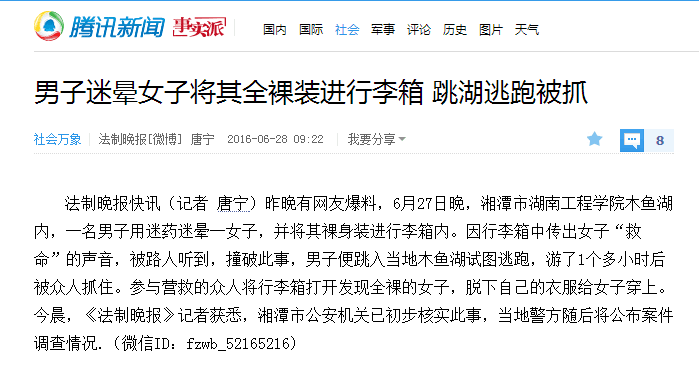 腾讯新闻 事实派 国内 国际 社会 军事 评论 历史 图片 天气
男子迷晕女子将其全裸装进行李箱 跳湖逃跑被抓
社会万象 法制晚报[微博] 唐宁 2016-06-28 09:22 我要分享 8
法制晚报快讯（记者 唐宁）昨晚有网友爆料，6月27日晚，湘潭市湖南工程学院木鱼湖
内，一名男子用迷药迷晕一女子，并将其裸身装进行李箱内。因行李箱中传出女子“救
命”的声音，被路人听到，撞破此事，男子便跳入当地木鱼湖试图逃跑，游了1个多小时后
被众人抓住。参与营救的众人将行李箱打开发现全裸的女子，脱下自己的衣服给女子穿上。
今晨，《法制晚报》记者获悉，湘潭市公安机关已初步核实此事，当地警方随后将公布案件
调查情况.（微信ID：fzwb_52165216）